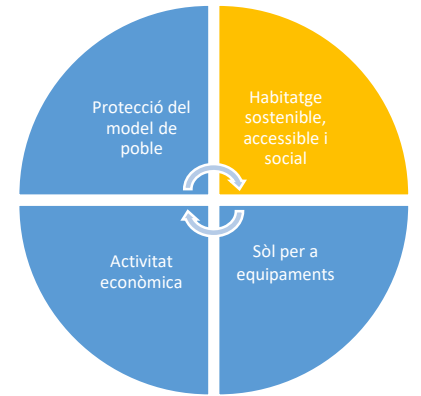 Protecció del
model de
poble
Habitatge
sostenible,
accessible i
social
Activitat
econòmica
Sòl per a
equipaments